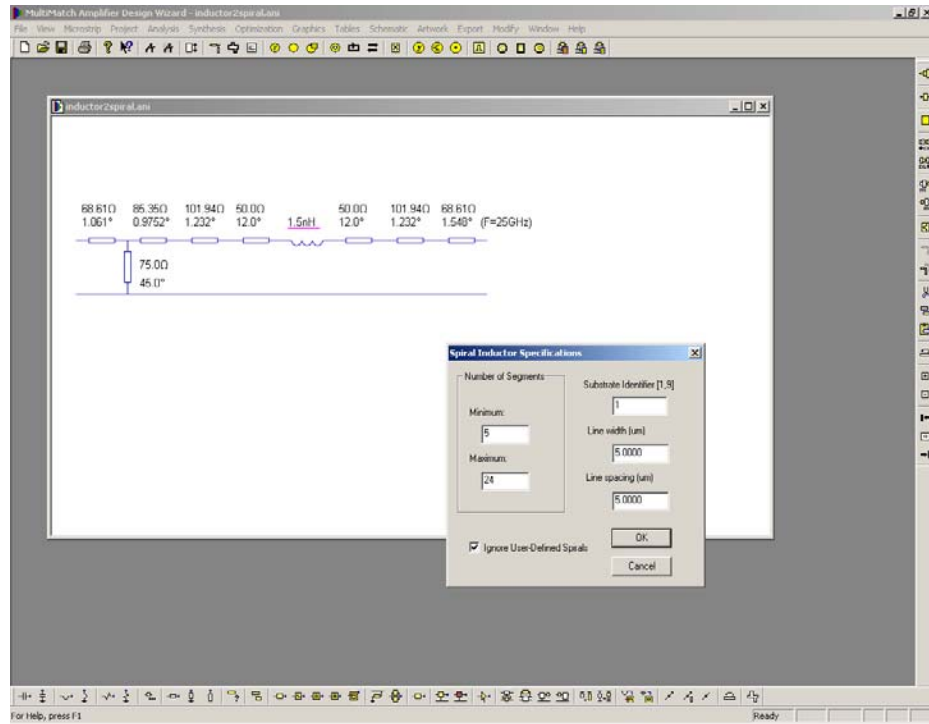 MultiMatch Amplifier Design Wizard - inductor2spiral.ani
File View Microstrip Project Analysis Synthesis Optimization Graphics Tables Schematic Artwork Export Modify Window Help
inductor2spiral.ani
68.61Ω 85.35Ω 101.94Ω 50.0Ω 50.0Ω 101.94Ω 68.61Ω
1.061° 0.9752° 1.232° 12.0° 1.5nH 12.0° 1.232° 1.548° (F=25GHz)
75.0Ω
45.0°
Spiral Inductor Specifications
Number of Segments
Substrate Identifier [1,9]
1
Minimum:
5
Line width (um)
5.0000
Maximum:
24
Line spacing (um)
5.0000
Ignore User-Defined Spirals
OK
Cancel
For Help, press F1
Ready